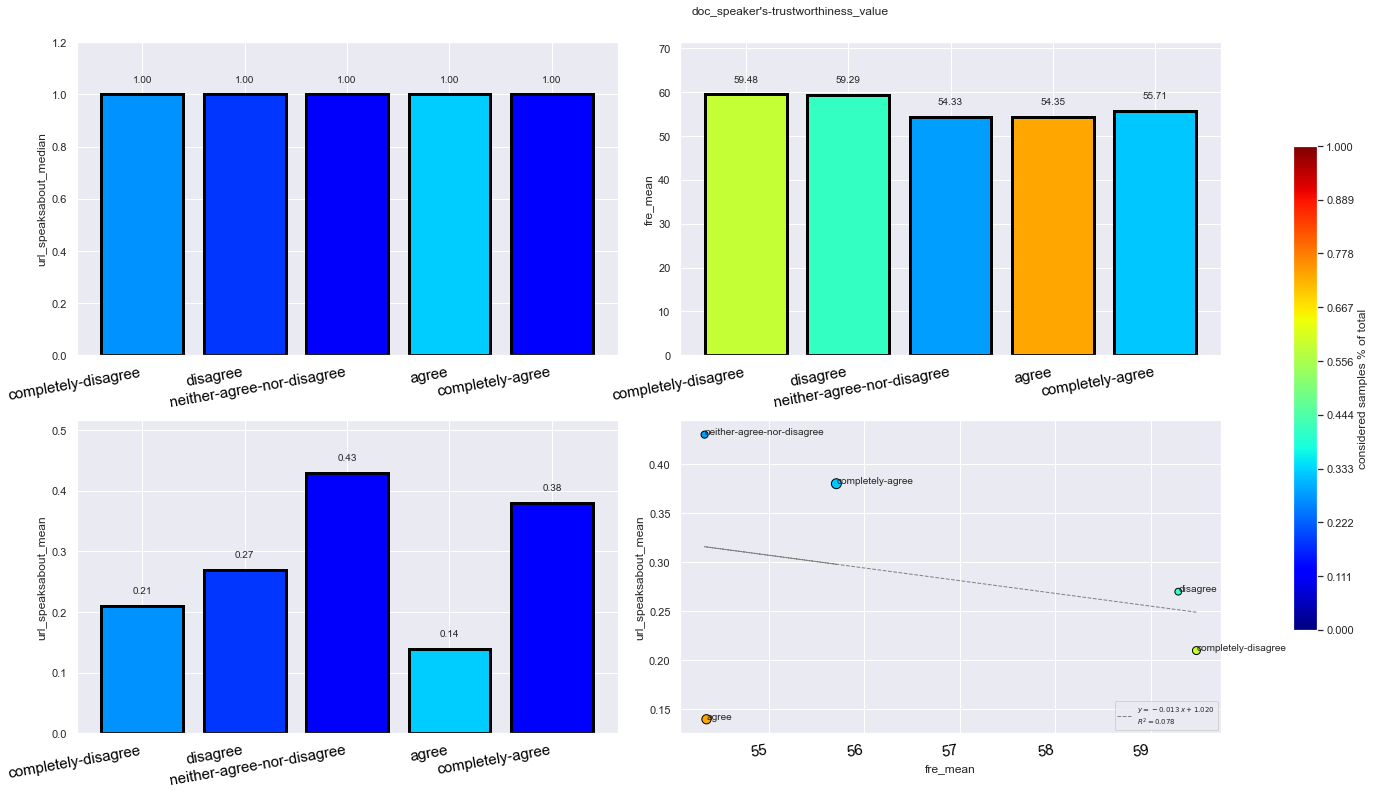 doc_speaker's-trustworthiness_value
url_speaksabout_median
1.2
1.0
0.8
0.6
0.4
0.2
0.0
1.00 1.00 1.00 1.00 1.00
completely-disagree disagree neither-agree-nor-disagree agree completely-agree
fre_mean
70
60
50
40
30
20
10
0
59.48 59.29 54.33 54.35 55.71
completely-disagree disagree neither-agree-nor-disagree agree completely-agree
url_speaksabout_mean
0.5
0.4
0.3
0.2
0.1
0.0
0.21 0.27 0.43 0.14 0.38
completely-disagree disagree neither-agree-nor-disagree agree completely-agree
url_speaksabout_mean
0.40
0.35
0.30
0.25
0.20
0.15
neither-agree-nor-disagree
completely-agree
disagree
completely-disagree
agree
y = −0.013 x + 1.020
R² = 0.078
55 56 57 58 59
fre_mean
1.000
0.889
0.778
0.667
0.556
0.444
0.333
0.222
0.111
0.000
considered samples % of total